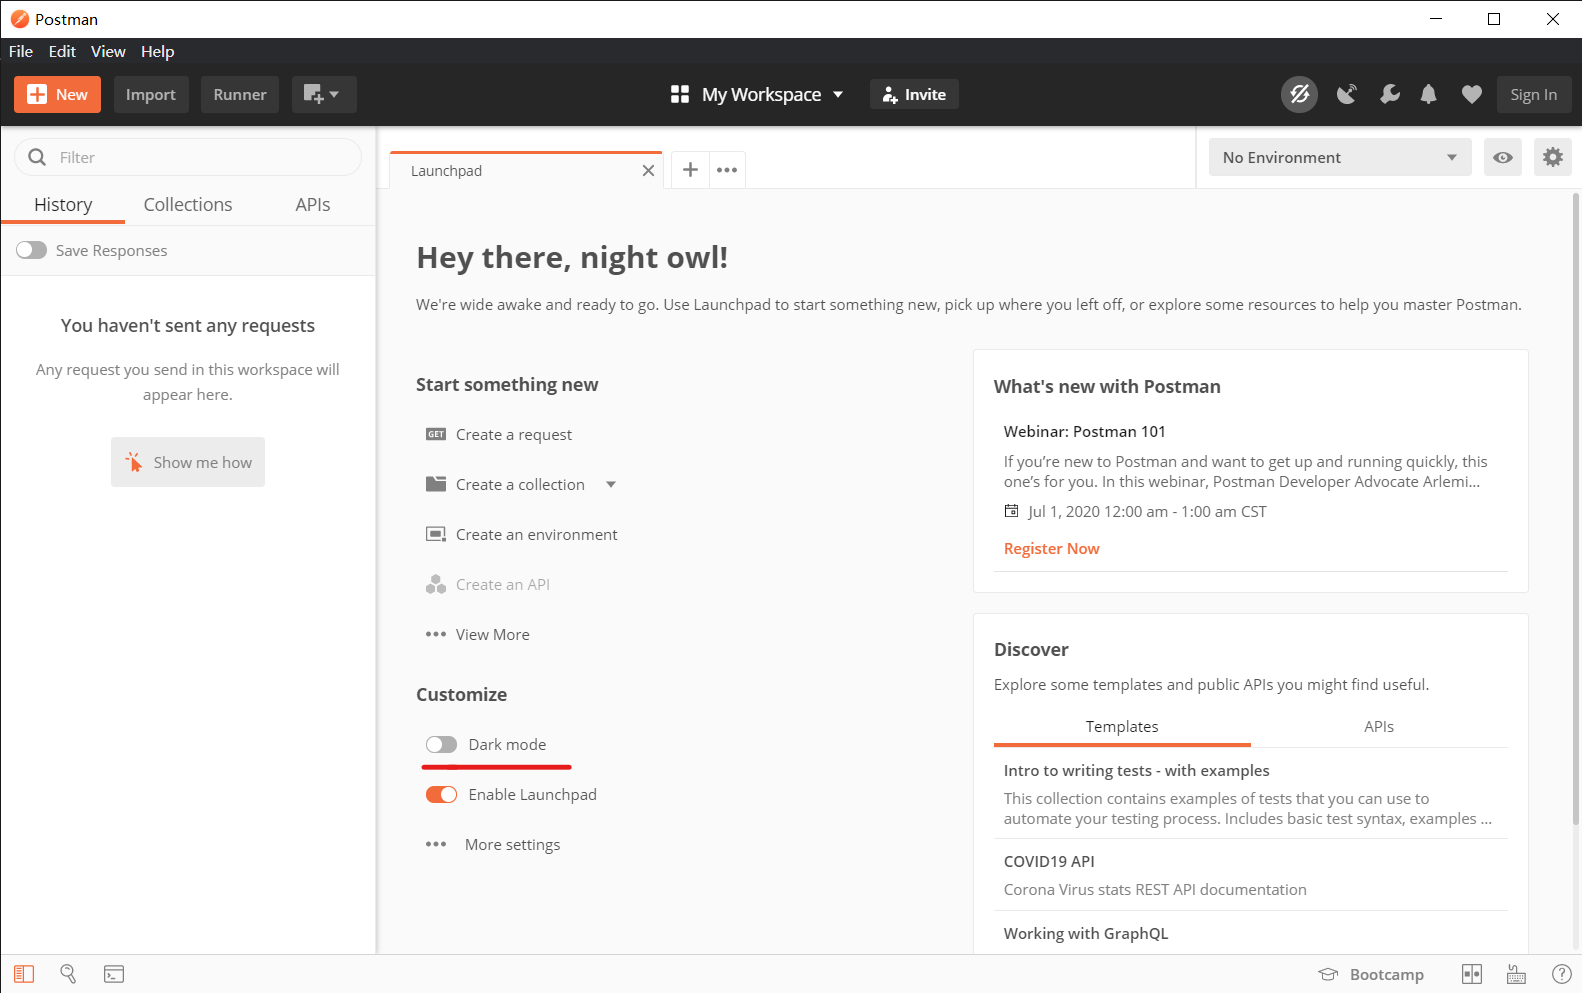 Postman
File Edit View Help
New Import Runner My Workspace Invite Sign In
Filter
History Collections APIs
Save Responses
You haven't sent any requests
Any request you send in this workspace will
appear here.
Show me how
Launchpad
No Environment
Hey there, night owl!
We're wide awake and ready to go. Use Launchpad to start something new, pick up where you left off, or explore some resources to help you master Postman.
Start something new
GET Create a request
Create a collection
Create an environment
Create an API
View More
Customize
Dark mode
Enable Launchpad
More settings
What's new with Postman
Webinar: Postman 101
If you’re new to Postman and want to get up and running quickly, this
one’s for you. In this webinar, Postman Developer Advocate Arlemi...
Jul 1, 2020 12:00 am - 1:00 am CST
Register Now
Discover
Explore some templates and public APIs you might find useful.
Templates APIs
Intro to writing tests - with examples
This collection contains examples of tests that you can use to
automate your testing process. Includes basic test syntax, examples ...
COVID19 API
Corona Virus stats REST API documentation
Working with GraphQL
Bootcamp